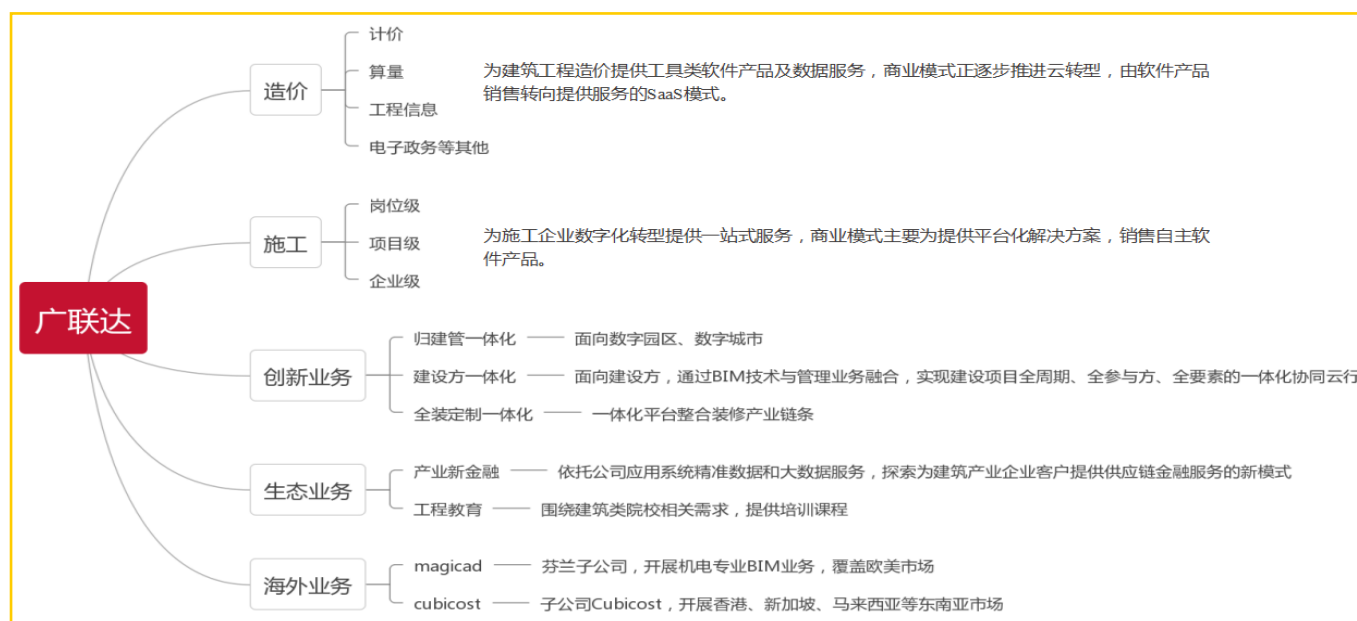 广联达
造价
计价
算量
工程信息
电子政务等其他
为建筑工程造价提供工具类软件产品及数据服务，商业模式正逐步推进云转型，由软件产品
销售转向提供服务的SaaS模式。
施工
岗位级
项目级
企业级
为施工企业数字化转型提供一站式服务，商业模式主要为提供平台化解决方案，销售自主软
件产品。
创新业务
归建管一体化
面向数字园区、数字城市
建设方一体化
面向建设方，通过BIM技术与管理业务融合，实现建设项目全周期、全参与方、全要素的一体化协同云行
全装定制一体化
一体化平台整合装修产业链条
生态业务
产业新金融
依托公司应用系统精准数据和大数据服务，探索为建筑产业企业客户提供供应链金融服务的新模式
工程教育
围绕建筑类院校相关需求，提供培训课程
海外业务
magicad
芬兰子公司，开展机电专业BIM业务，覆盖欧美市场
cubicost
子公司Cubicost，开展香港、新加坡、马来西亚等东南亚市场